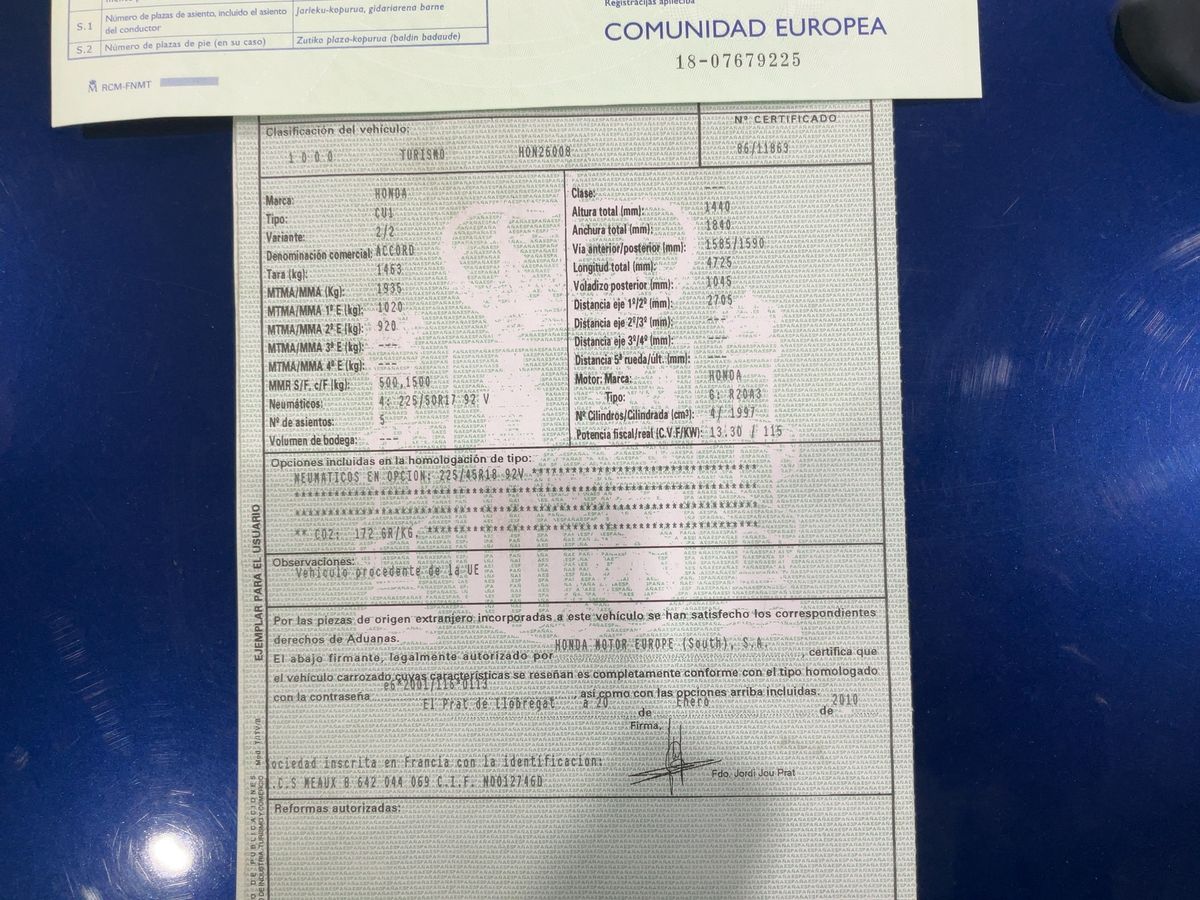 S.1 Número de plazas de asiento, incluido el asiento del conductor Jarleku-kopurua, gidariarena barne
S.2 Número de plazas de pie (en su caso) Zutika plaza-kopurua (baldin badaude)
RCM-FNMT
Registracijas apliecība
COMUNIDAD EUROPEA
18-07679225
Clasificación del vehículo:
1000 TURISMO HON26008
Nº CERTIFICADO
86/11863
Marca: HONDA
Tipo: CU1
Variante: 2/2
Denominación comercial: ACCORD
Tara (kg): 1463
MTMA/MMA (Kg): 1935
MTMA/MMA 1º E (kg): 1020
MTMA/MMA 2º E (kg): 920
MTMA/MMA 3º E (kg): ---
MTMA/MMA 4º E (kg):
MMR S/F, c/F (kg): 500,1500
Neumáticos: 4: 225/50R17 92 V
Nº de asientos: 5
Volumen de bodega: ---
Clase: ---
Altura total (mm): 1440
Anchura total (mm): 1840
Via anterior/posterior (mm): 1585/1590
Longitud total (mm): 4725
Voladizo posterior (mm): 1045
Distancia eje 1º/2º (mm): 2705
Distancia eje 2º/3º (mm): ---
Distancia eje 3º/4º (mm): ---
Distancia 5ª rueda/últ. (mm): ---
Motor: Marca: HONDA
Tipo: 6: R20A3
Nº Cilindros/Cilindrada (cm³): 4/ 1997
Potencia fiscal/real (C.V.F/KW): 13.30 / 115
Opciones incluidas en la homologación de tipo:
NEUMATICOS EN OPCION: 225/45R18 92V
** CO2: 172 GR/KG.
Observaciones:
Vehículo procedente de la UE
Por las piezas de origen extranjero incorporadas a este vehículo se han satisfecho los correspondientes
derechos de Aduanas.
El abajo firmante, legalmente autorizado por HONDA MOTOR EUROPE (South), S.A. , certifica que
el vehículo carrozado cuyas características se reseñan es completamente conforme con el tipo homologado
con la contraseña e6*2001/116*0113 , así como con las opciones arriba incluidas.
El Prat de Llobregat a 20 de Enero de 2010
Firma,
Fdo. Jordi Jou Prat
Sociedad inscrita en Francia con la identificacion:
.C.S MEAUX B 642 044 069 C.I.F. N0012746D
Reformas autorizadas:
EJEMPLAR PARA EL USUARIO